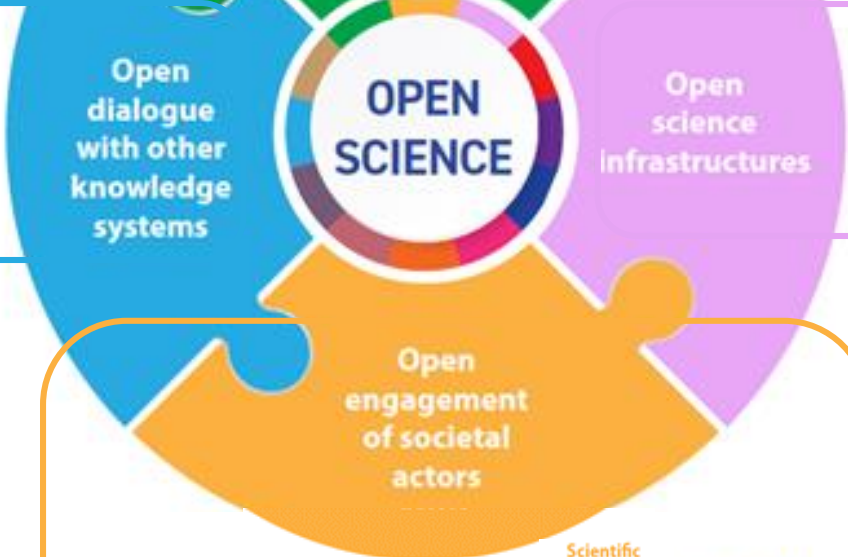 Open
dialogue
with other
knowledge
systems
OPEN
SCIENCE
Open
science
infrastructures
Open
engagement
of societal
actors
Scientific